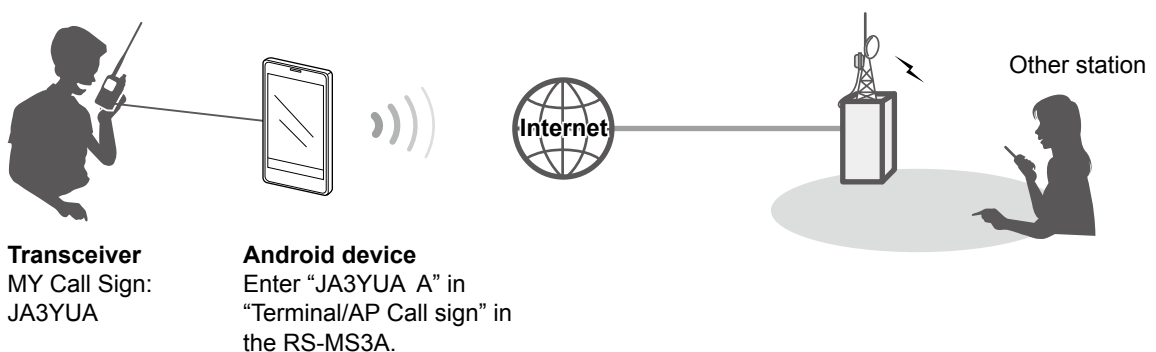 Internet
Other station
Transceiver
MY Call Sign:
JA3YUA
Android device
Enter “JA3YUA  A” in
“Terminal/AP Call sign” in
the RS-MS3A.